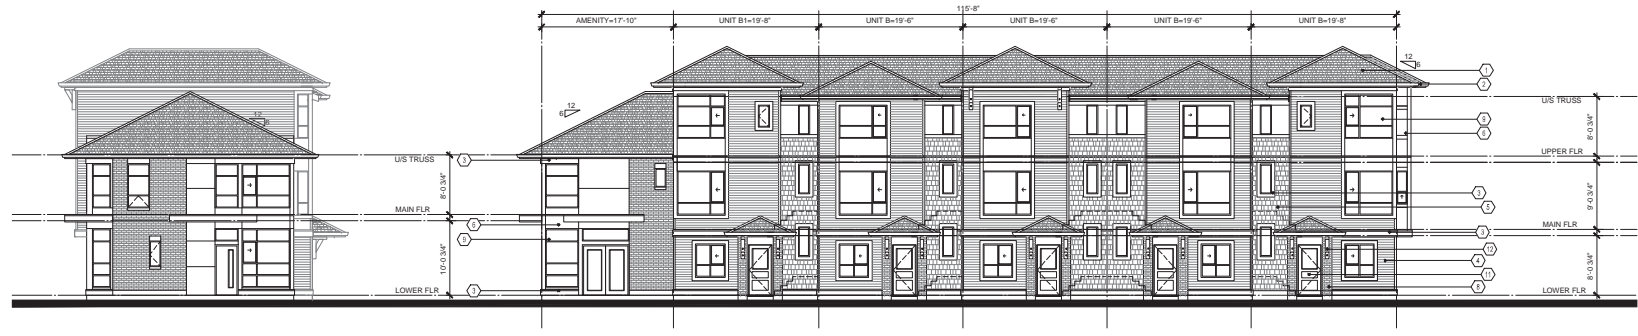 115'-8"
AMENITY=17'-10"
UNIT B1=19'-8"
UNIT B=19'-6"
UNIT B=19'-6"
UNIT B=19'-6"
UNIT B=19'-8"
12
6
1
2
12
6
12
U/S TRUSS
9
6
8'-0 3/4"
U/S TRUSS
3
UPPER FLR
8'-0 3/4"
3
9'-0 3/4"
5
MAIN FLR
6
MAIN FLR
3
9
12
10'-0 3/4"
4
8'-0 3/4"
11
8
LOWER FLR
3
LOWER FLR